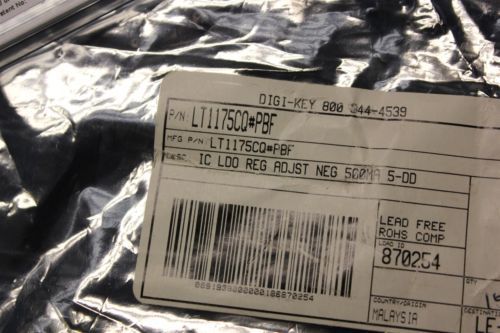 DIGI-KEY 800 344-4539
P/N: LT1175CQ#PBF
MFG P/N: LT1175CQ#PBF
IC LDO REG ADJST NEG 500MA 5-DD
LEAD FREE
ROHS COMP
LOAD ID
870254
QTY
COUNTRY/ORIGIN
MALAYSIA